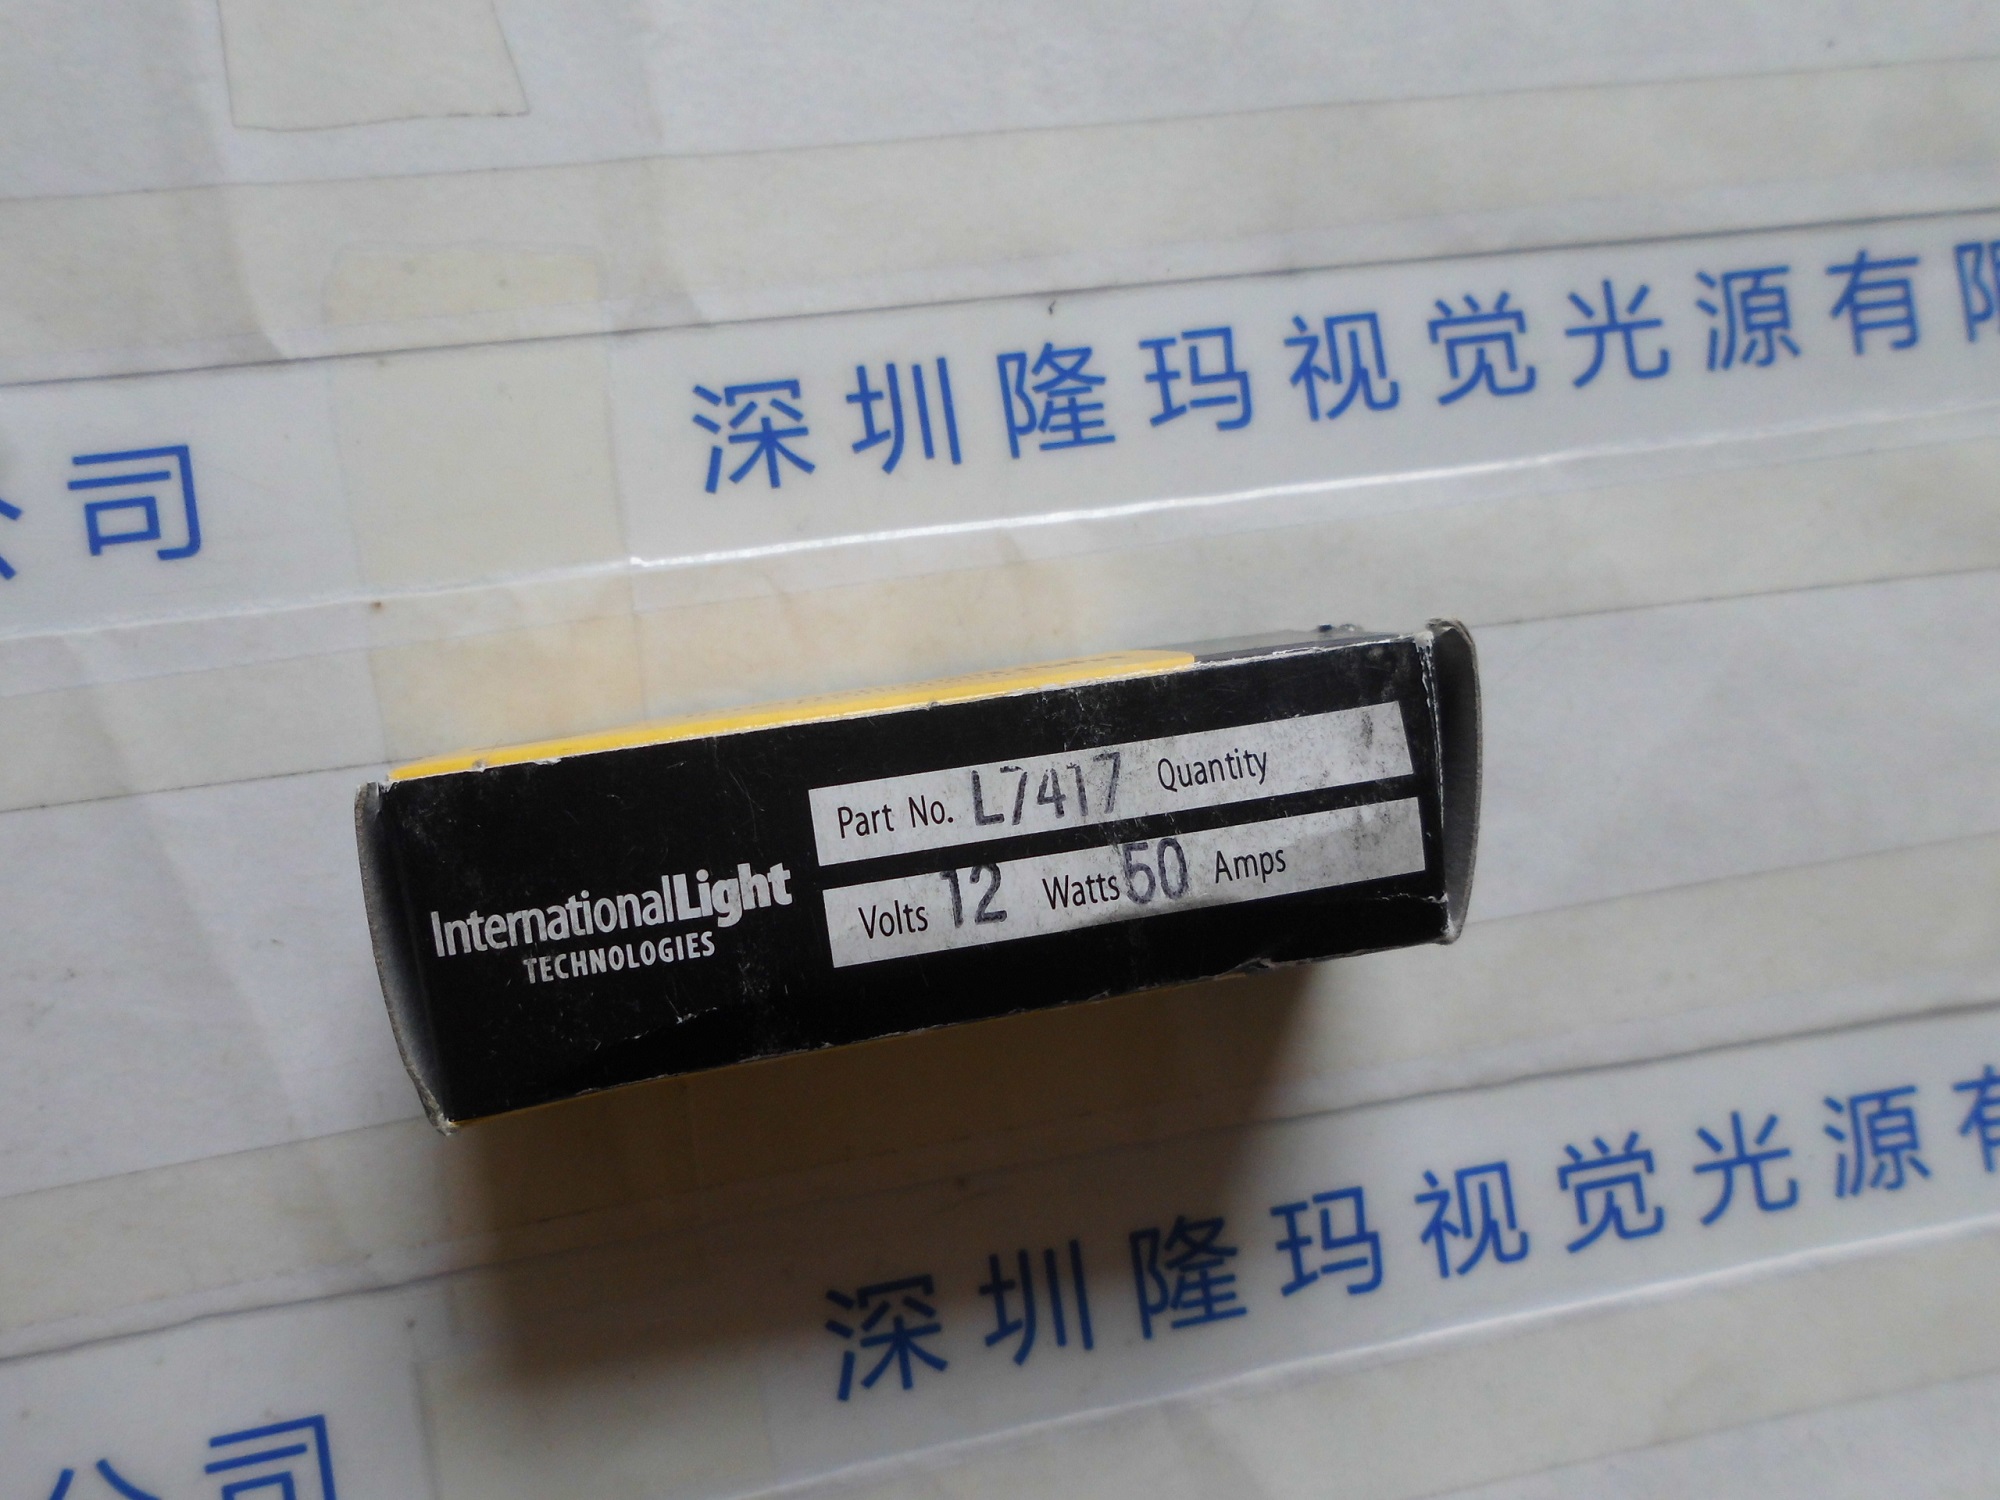 深圳隆玛视觉光源有限
公司
Part No. L7417 Quantity
Volts 12 Watts 50 Amps
InternationalLight
TECHNOLOGIES
深圳隆玛视觉光源有
公司